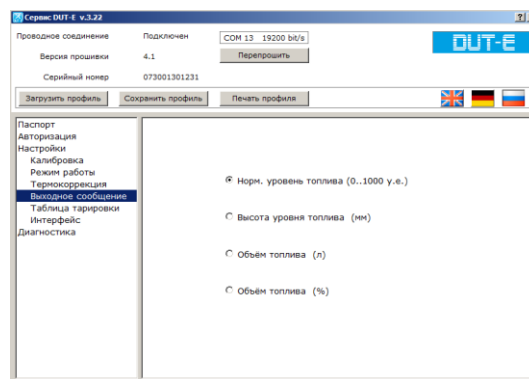 Сервис DUT-E v.3.22
Проводное соединение Подключен COM 13 19200 bit/s
DUT-E
Версия прошивки 4.1 Перепрошить
Серийный номер 073001301231
Загрузить профиль Сохранить профиль Печать профиля
Паспорт
Авторизация
Настройки
Калибровка
Режим работы
Термокоррекция
Выходное сообщение
Таблица тарировки
Интерфейс
Диагностика
Норм. уровень топлива (0..1000 у.е.)
Высота уровня топлива (мм)
Объём топлива (л)
Объём топлива (%)